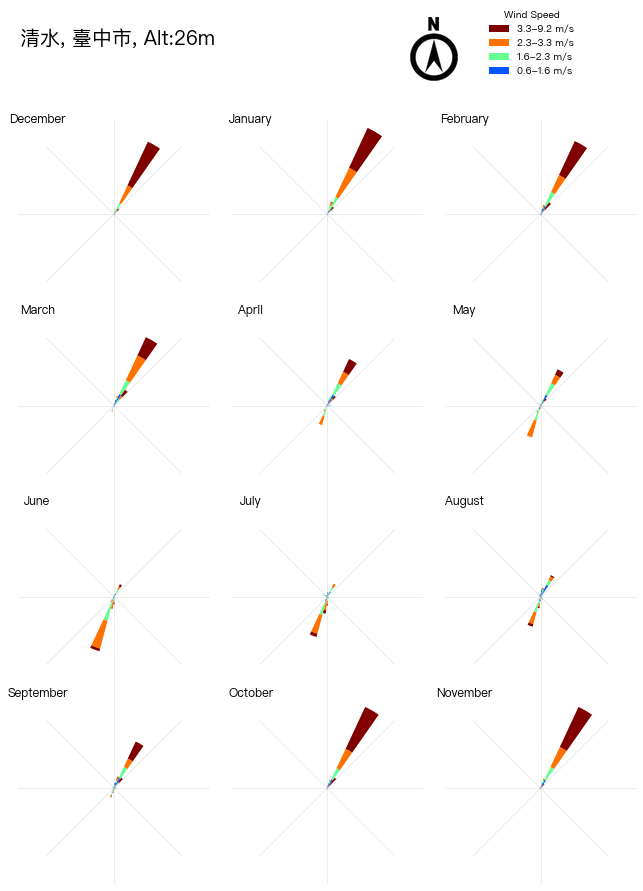 清水, 臺中市, Alt:26m
N
Wind Speed
3.3–9.2 m/s
2.3–3.3 m/s
1.6–2.3 m/s
0.6–1.6 m/s
December
January
February
March
April
May
June
July
August
September
October
November